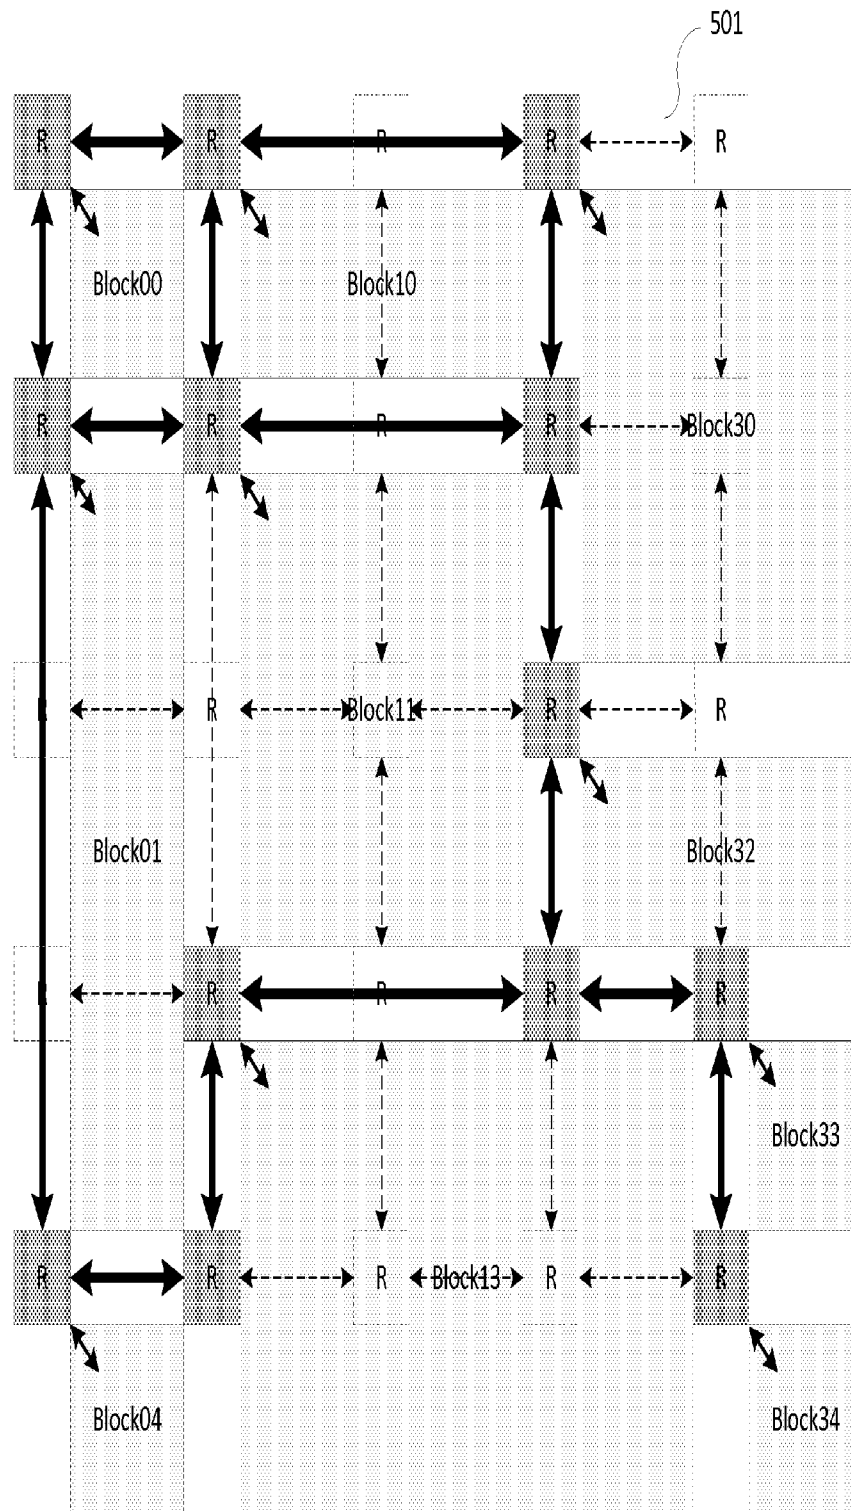 501
R R R R R
Block00 Block10
R R R R Block30
R R Block11 R R
Block01 Block32
R R R R R
Block33
R R R Block13 R R
Block04 Block34